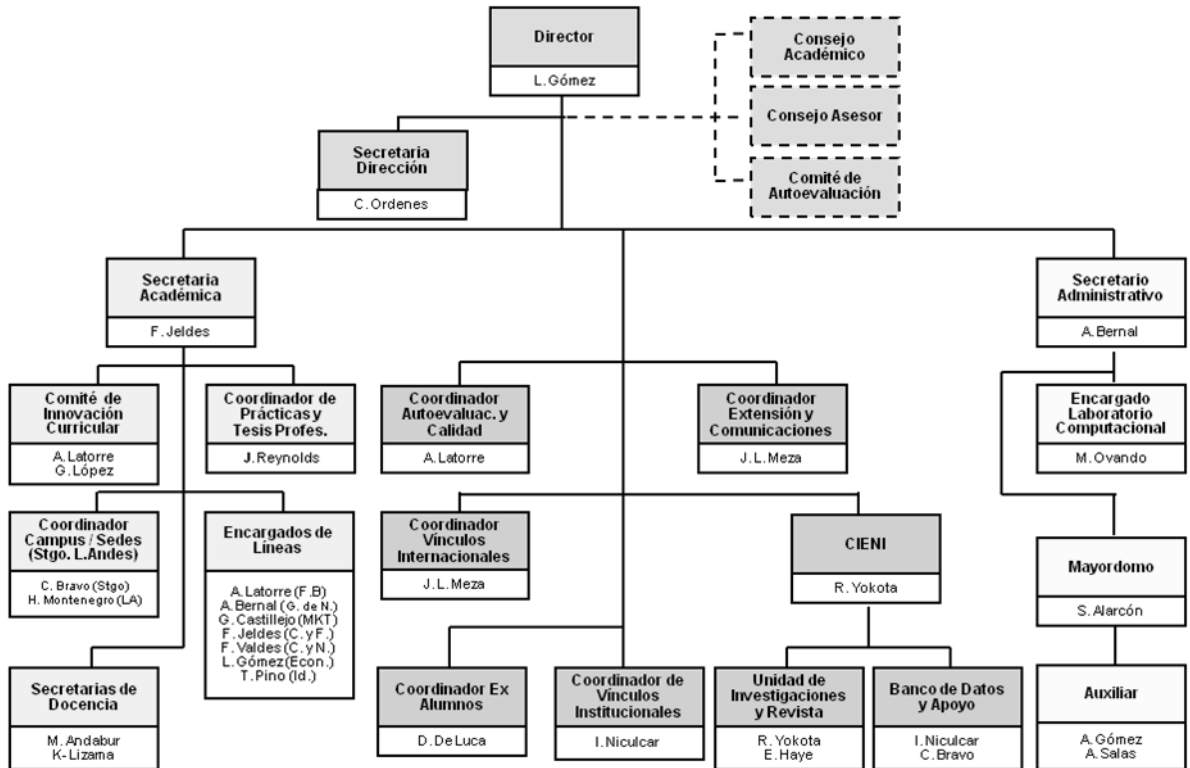 Director
L. Gómez
Consejo
Académico
Consejo Asesor
Comité de
Autoevaluación
Secretaria
Dirección
C. Ordenes
Secretaria
Académica
F. Jeldes
Secretario
Administrativo
A. Bernal
Comité de
Innovación
Curricular
A. Latorre
G. López
Coordinador de
Prácticas y
Tesis Profes.
J. Reynolds
Coordinador
Autoevaluac. y
Calidad
A. Latorre
Coordinador
Extensión y
Comunicaciones
J. L. Meza
Encargado
Laboratorio
Computacional
M. Ovando
Coordinador
Campus / Sedes
(Stgo. L.Andes)
C. Bravo (Stgo)
H. Montenegro (LA)
Encargados de
Líneas
A. Latorre (F.B)
A. Bernal (G. de N.)
G. Castillejo (MKT)
F. Jeldes (C. y F.)
F. Valdes (C. y N.)
L. Gómez (Econ.)
T. Pino (Id.)
Coordinador
Vínculos
Internacionales
J. L. Meza
CIENI
R. Yokota
Mayordomo
S. Alarcón
Secretarias de
Docencia
M. Andabur
K- Lizama
Coordinador Ex
Alumnos
D. De Luca
Coordinador de
Vínculos
Institucionales
I. Niculcar
Unidad de
Investigaciones
y Revista
R. Yokota
E. Haye
Banco de Datos
y Apoyo
I. Niculcar
C. Bravo
Auxiliar
A. Gómez
A. Salas